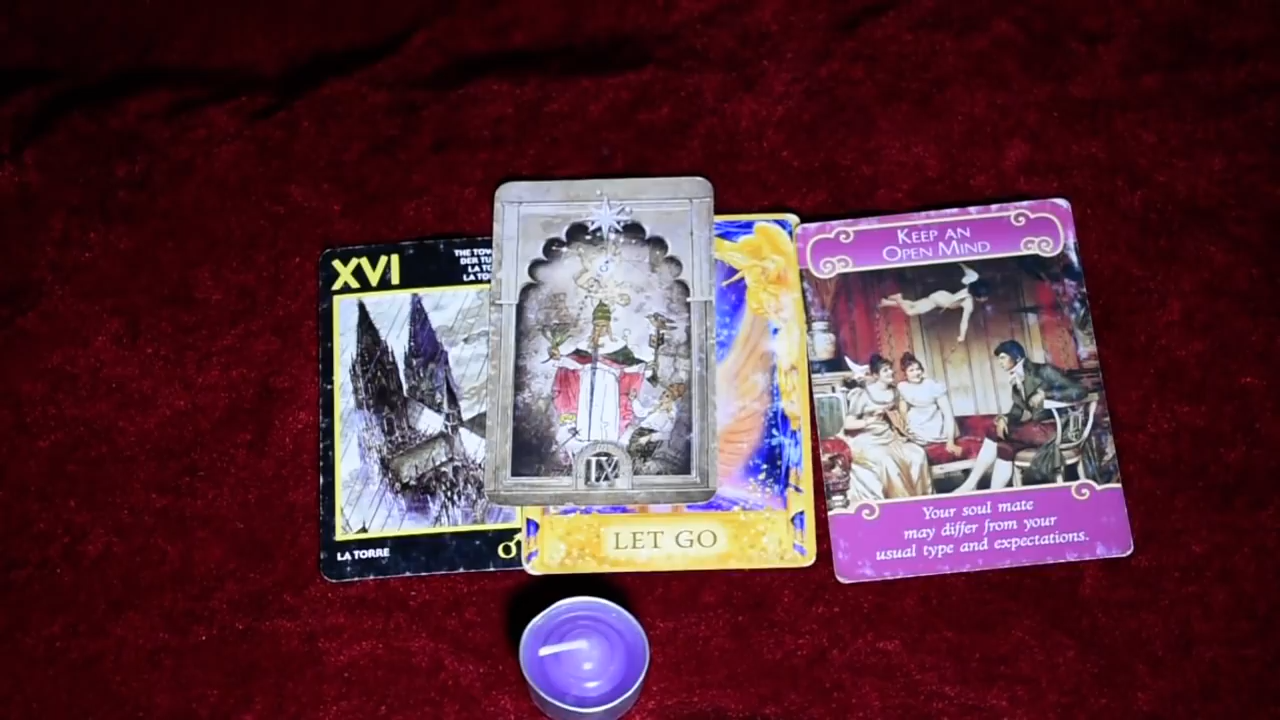 XVI
THE TOW
DER TU
LA TO
LA TO
LA TORRE
IX
LET GO
KEEP AN
OPEN MIND
Your soul mate
may differ from your
usual type and expectations.